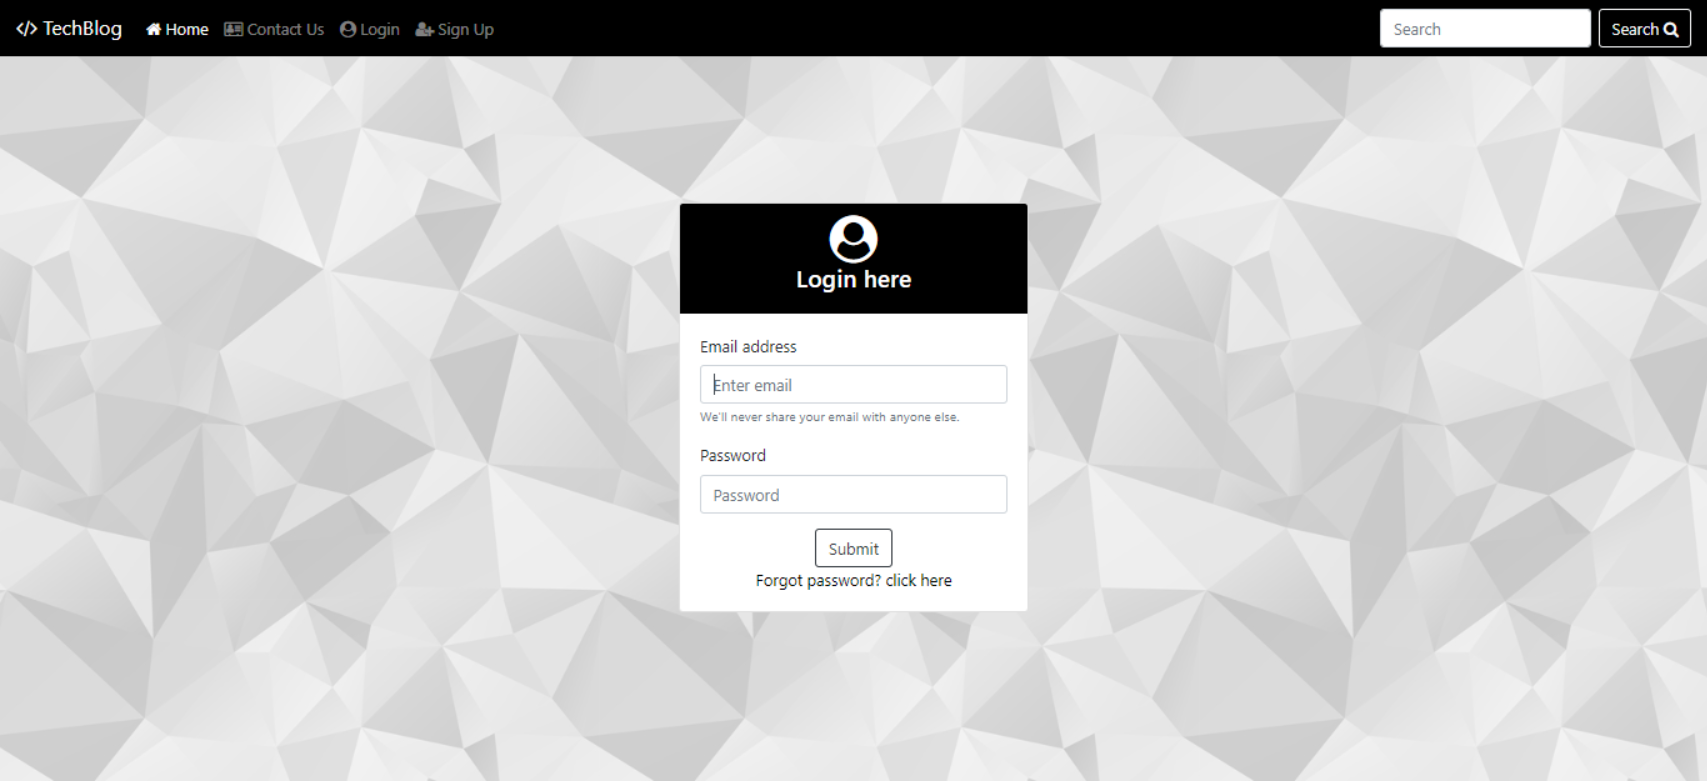 TechBlog Home Contact Us Login Sign Up Search Search
Login here
Email address
Enter email
We'll never share your email with anyone else.
Password
Password
Submit
Forgot password? click here